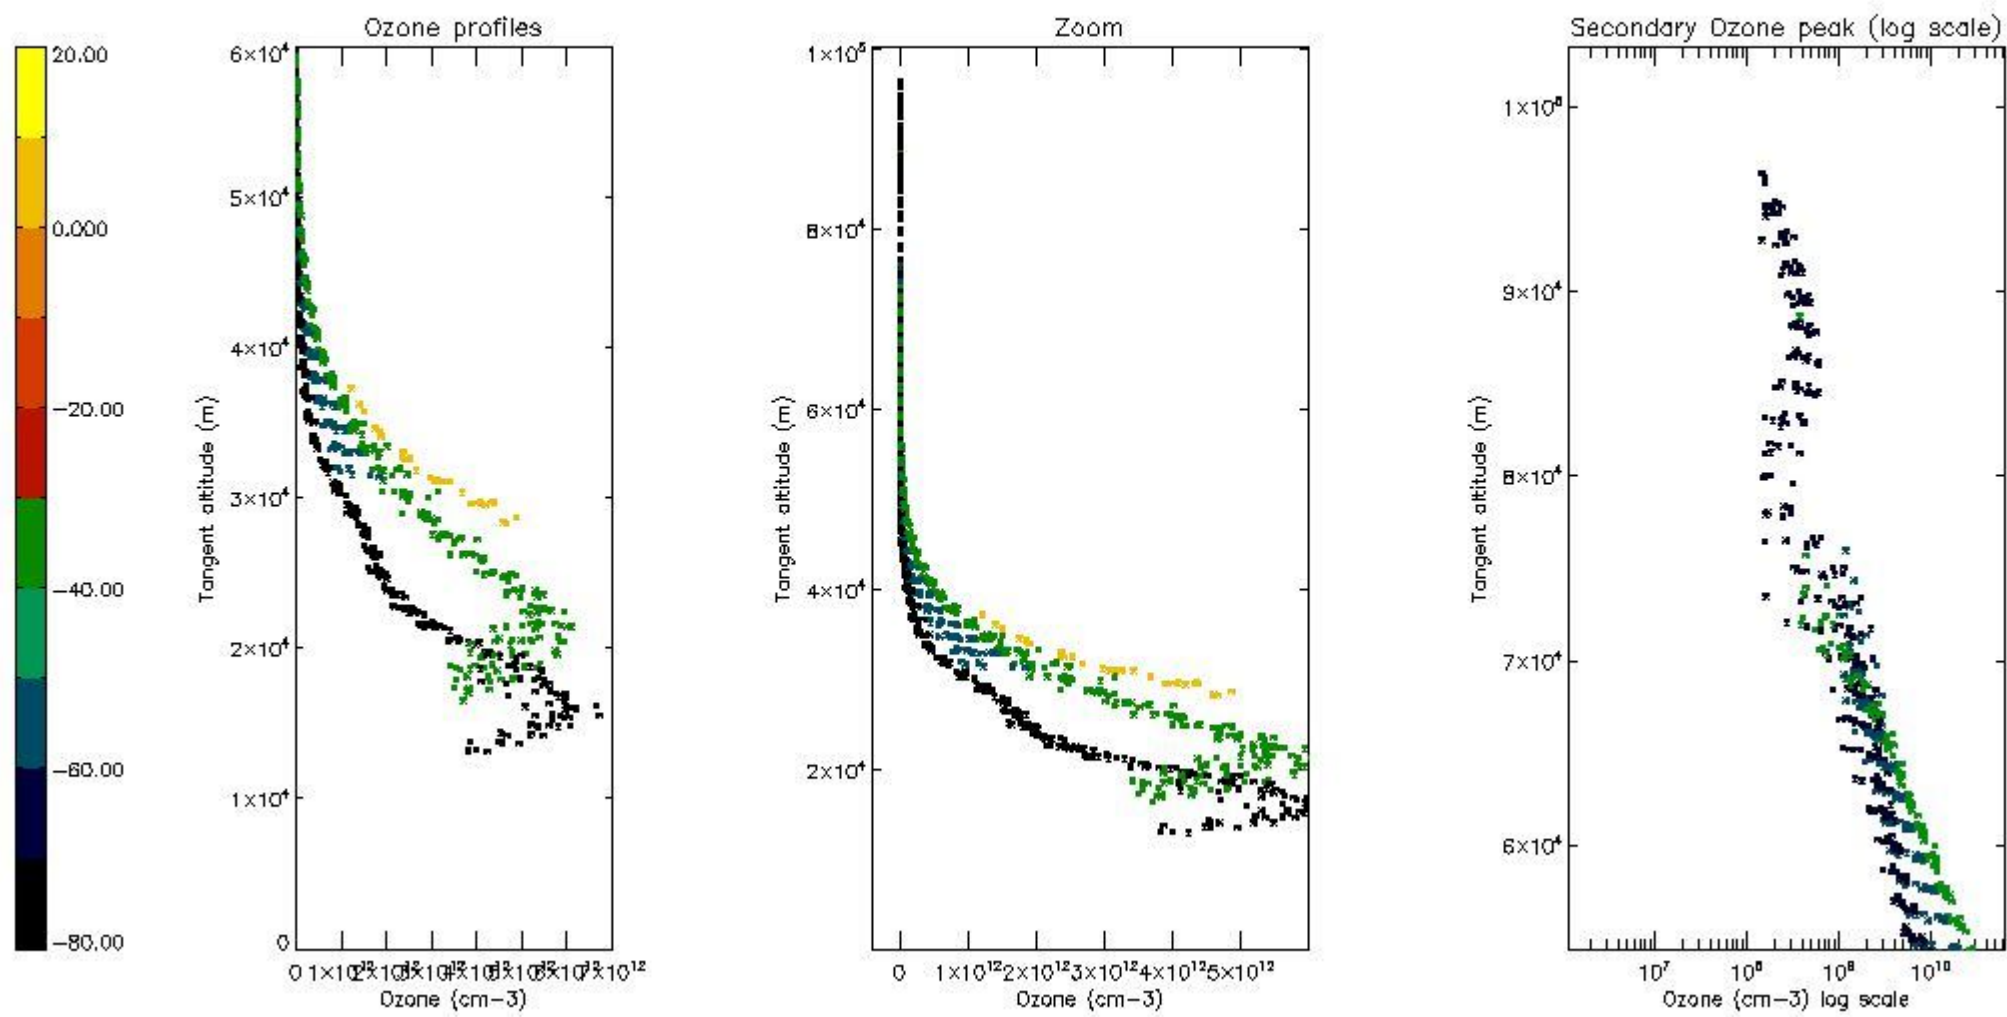 Ozone profiles
Zoom
Secondary Ozone peak (log scale)
20.00
0.000
-20.00
-40.00
-60.00
-80.00
6×10⁴
5×10⁴
4×10⁴
3×10⁴
2×10⁴
1×10⁴
0
Tangent altitude (m)
Ozone (cm-3)
1×10⁵
8×10⁴
6×10⁴
4×10⁴
2×10⁴
Tangent altitude (m)
0 1×10¹² 2×10¹² 3×10¹² 4×10¹² 5×10¹²
Ozone (cm-3)
9×10⁴
8×10⁴
7×10⁴
6×10⁴
Tangent altitude (m)
10⁷ 10⁸ 10⁹ 10¹⁰
Ozone (cm-3) log scale